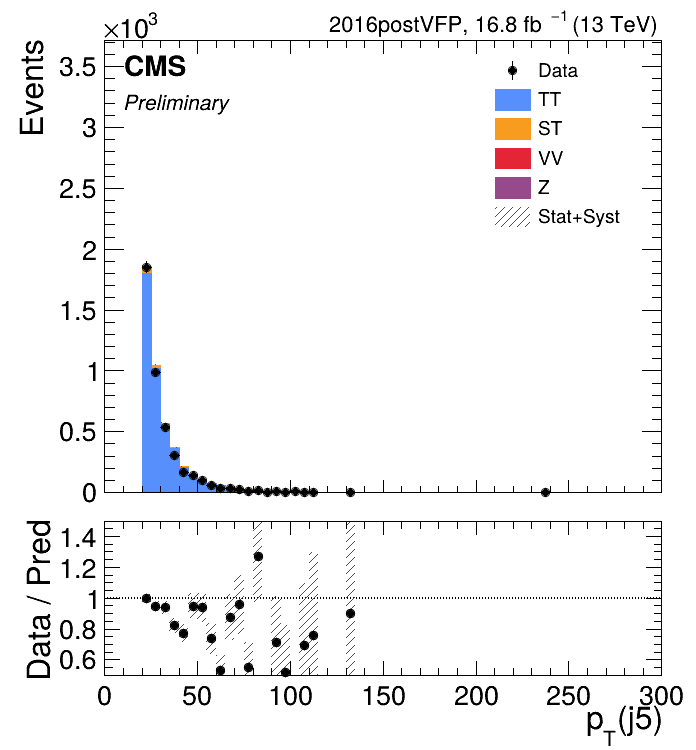 ×10³
2016postVFP, 16.8 fb⁻¹ (13 TeV)
CMS
Preliminary
Events
3.5
3
2.5
2
1.5
1
0.5
0
Data
TT
ST
VV
Z
Stat+Syst
Data / Pred
1.4
1.2
1
0.8
0.6
0 50 100 150 200 250 300
p_T(j5)